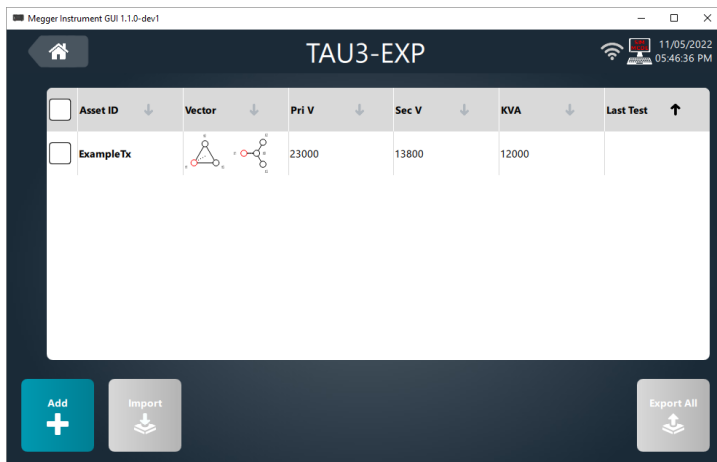 Megger Instrument GUI 1.1.0-dev1
TAU3-EXP
11/05/2022
05:46:36 PM
Asset ID Vector Pri V Sec V KVA Last Test
ExampleTx 23000 13800 12000
Add Import Export All